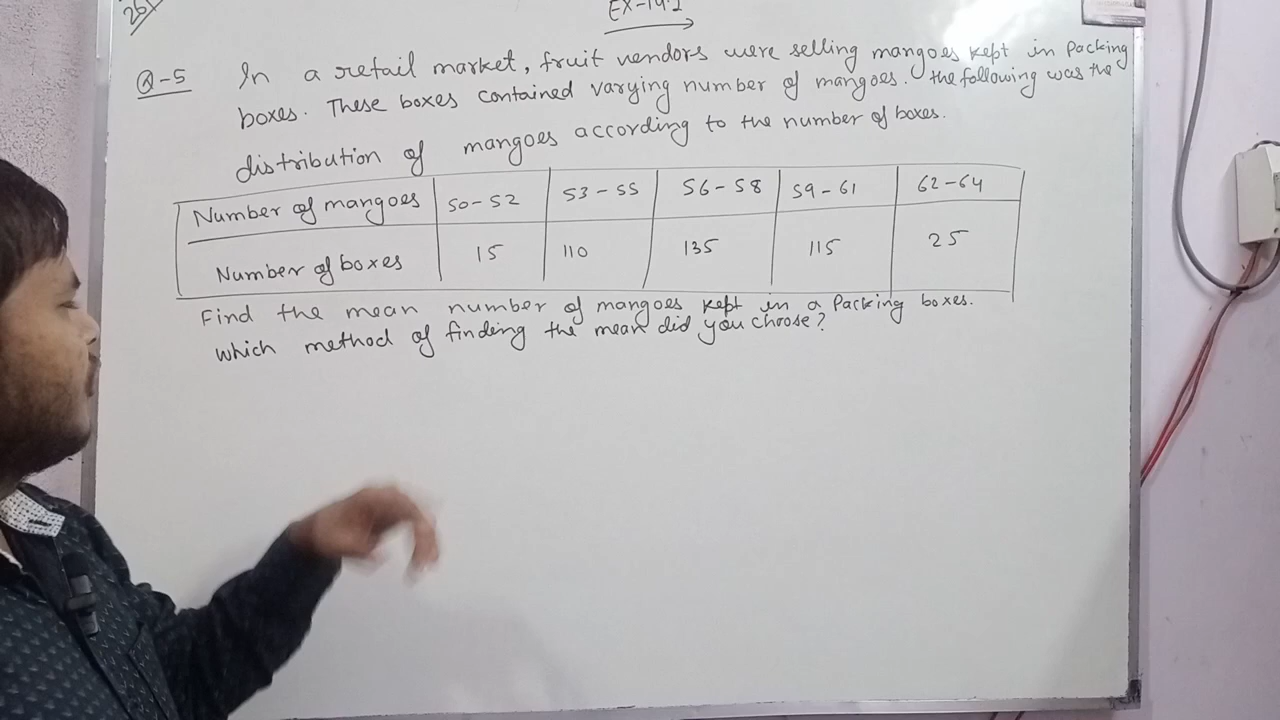 Q-5 In a retail market, fruit vendors were selling mangoes kept in packing
boxes. These boxes contained varying number of mangoes. the following was the
distribution of mangoes according to the number of boxes.
Number of mangoes 50-52 53-55 56-58 59-61 62-64
Number of boxes 15 110 135 115 25
Find the mean number of mangoes kept in a packing boxes.
which method of finding the mean did you choose?